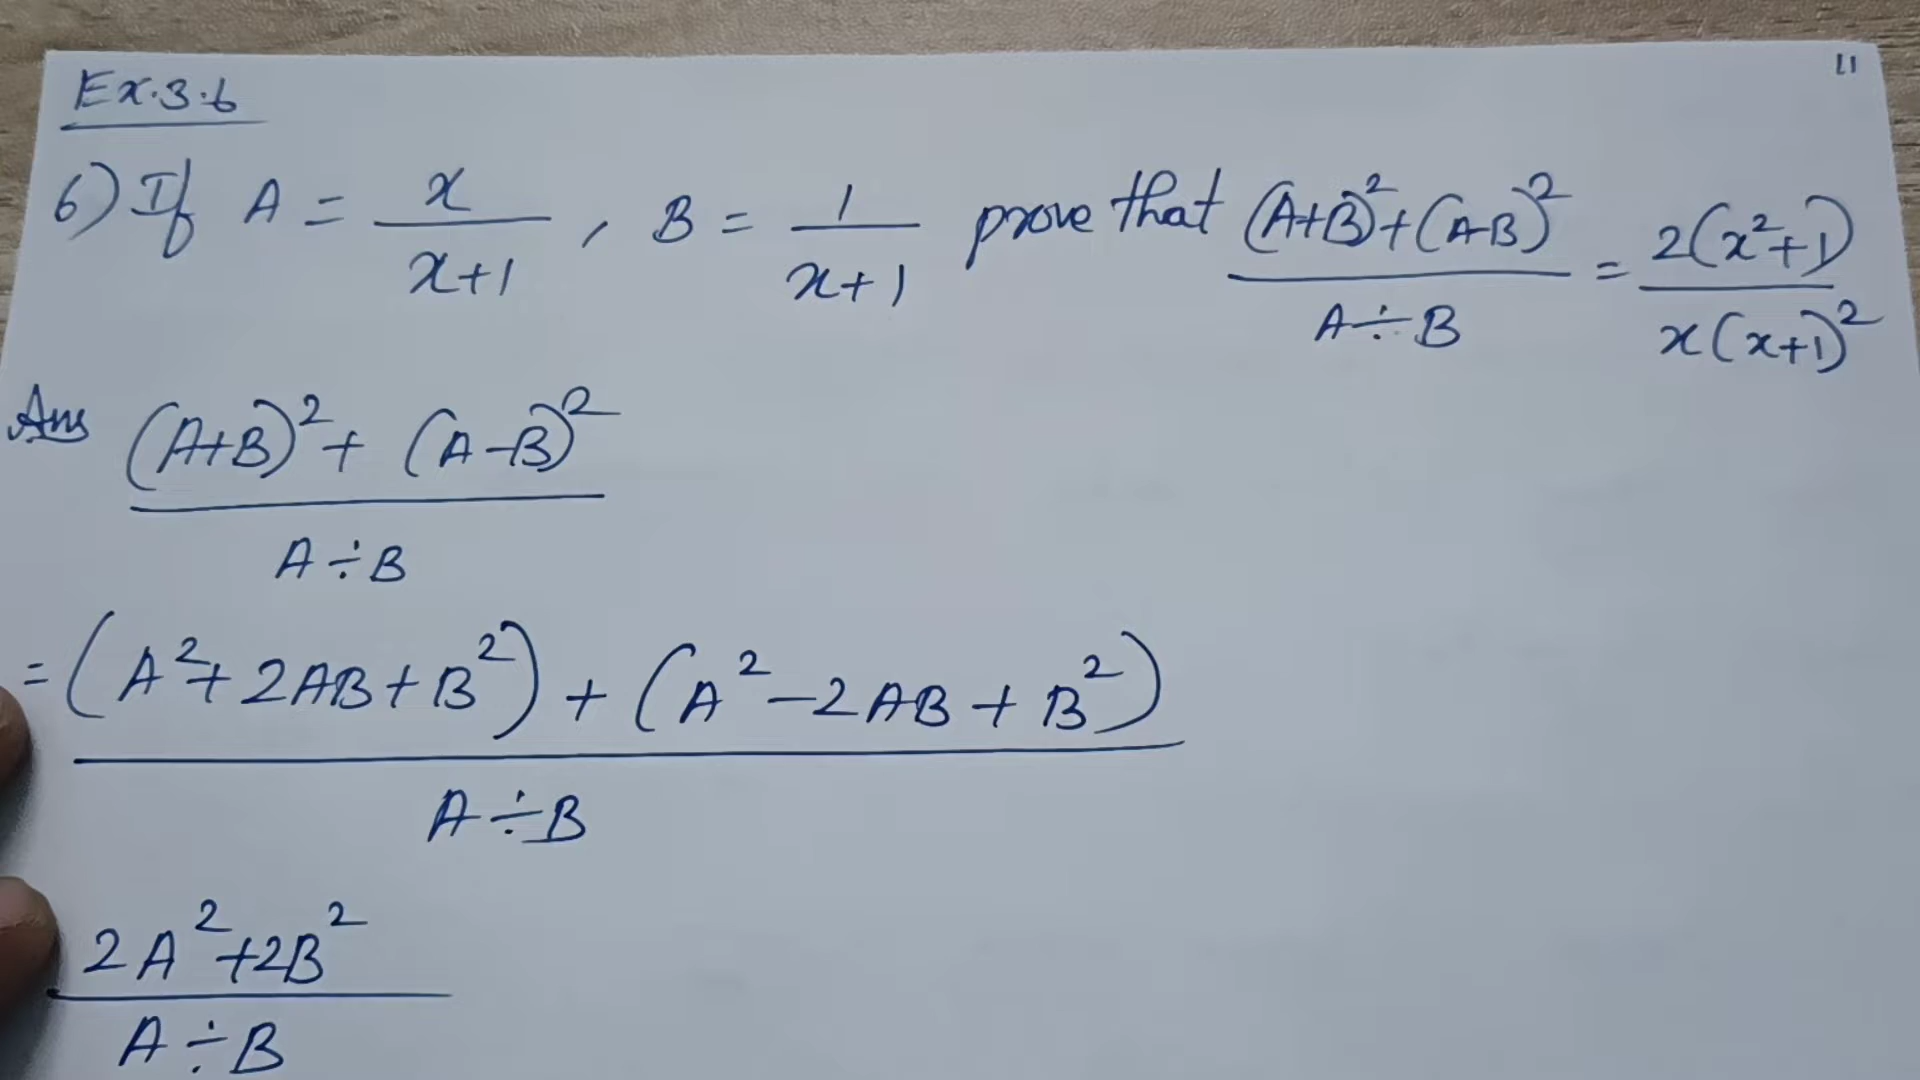 Ex.3.6
6) If A = x/(x+1) , B = 1/(x+1) prove that ((A+B)²+(A-B)²)/(A÷B) = 2(x²+1)/(x(x+1)²)
Ans ((A+B)²+ (A-B)²)/(A÷B)
= ((A²+2AB+B²) + (A²-2AB+B²))/(A÷B)
(2A²+2B²)/(A÷B)